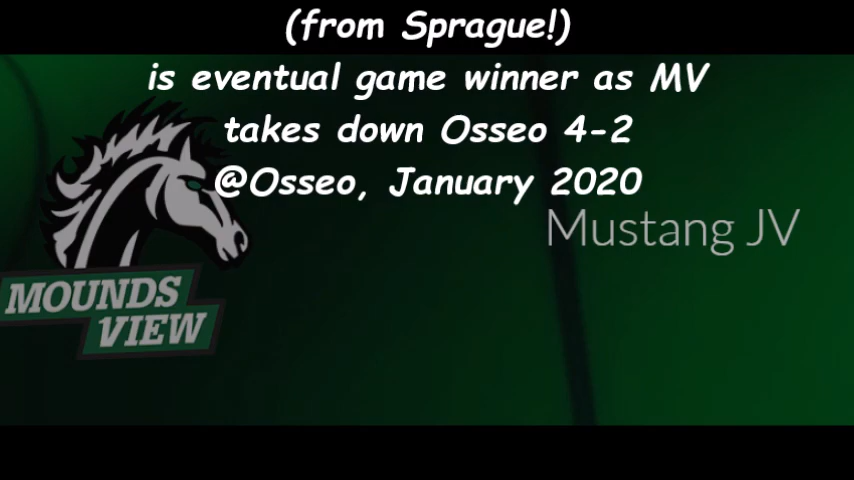 (from Sprague!)
is eventual game winner as MV
takes down Osseo 4-2
@Osseo, January 2020
Mustang JV
MOUNDS
VIEW